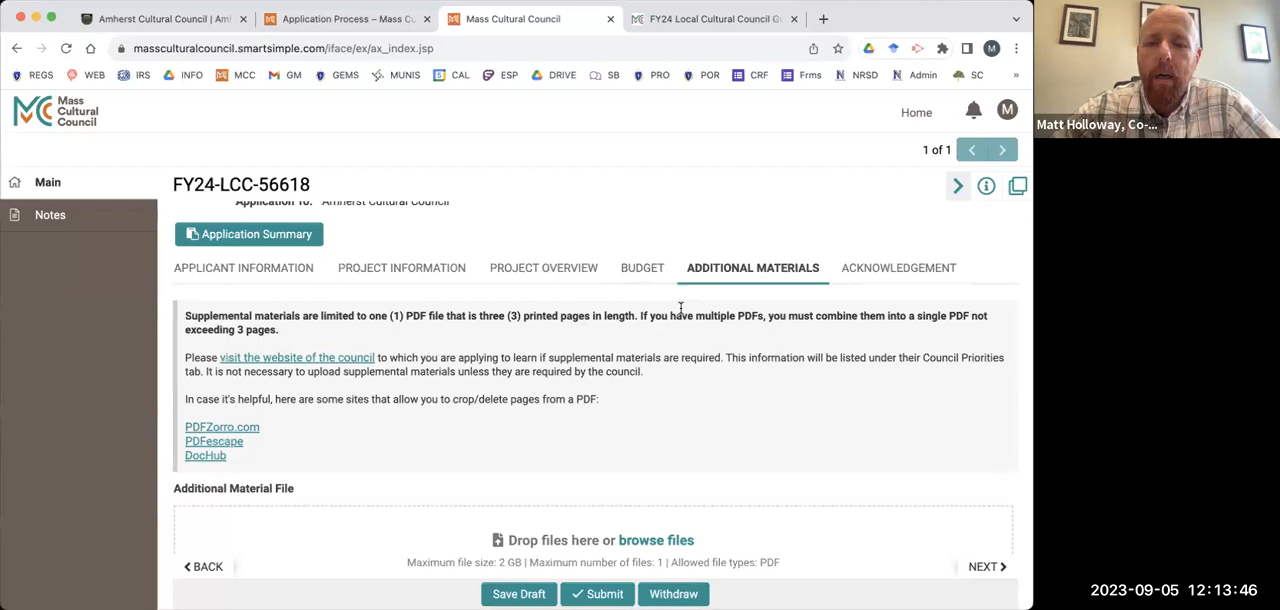 Amherst Cultural Council | Am
Application Process – Mass Cu
Mass Cultural Council
FY24 Local Cultural Council G
massculturalcouncil.smartsimple.com/iface/ex/ax_index.jsp
M
REGS
WEB
IRS
INFO
MCC
GM
GEMS
MUNIS
CAL
ESP
DRIVE
SB
PRO
POR
CRF
Frms
NRSD
Admin
SC
»
Mass
Cultural
Council
Home
M
1 of 1
Main
Notes
FY24-LCC-56618
Application To: Amherst Cultural Council
Application Summary
APPLICANT INFORMATION
PROJECT INFORMATION
PROJECT OVERVIEW
BUDGET
ADDITIONAL MATERIALS
ACKNOWLEDGEMENT
Supplemental materials are limited to one (1) PDF file that is three (3) printed pages in length. If you have multiple PDFs, you must combine them into a single PDF not
exceeding 3 pages.
Please visit the website of the council to which you are applying to learn if supplemental materials are required. This information will be listed under their Council Priorities
tab. It is not necessary to upload supplemental materials unless they are required by the council.
In case it's helpful, here are some sites that allow you to crop/delete pages from a PDF:
PDFZorro.com
PDFescape
DocHub
Additional Material File
Drop files here or browse files
Maximum file size: 2 GB | Maximum number of files: 1 | Allowed file types: PDF
BACK
NEXT
Save Draft
Submit
Withdraw
Matt Holloway, Co-...
2023-09-05 12:13:46